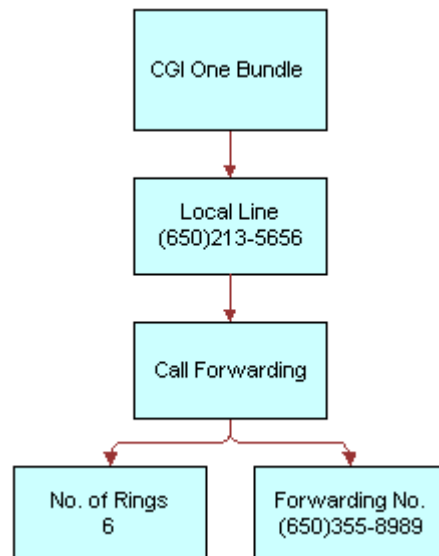 CGI One Bundle
Local Line
(650)213-5656
Call Forwarding
No. of Rings
6
Forwarding No.
(650)355-8989